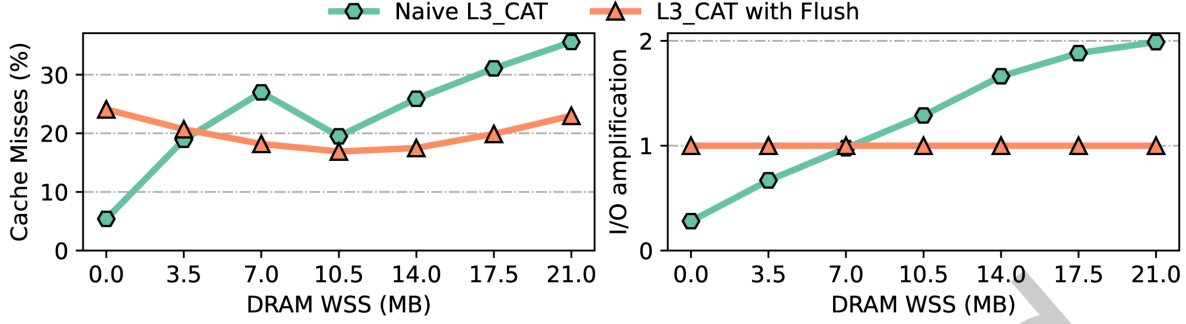 Naive L3_CAT
L3_CAT with Flush
Cache Misses (%)
30
20
10
0
0.0 3.5 7.0 10.5 14.0 17.5 21.0
DRAM WSS (MB)
I/O amplification
2
1
0
0.0 3.5 7.0 10.5 14.0 17.5 21.0
DRAM WSS (MB)